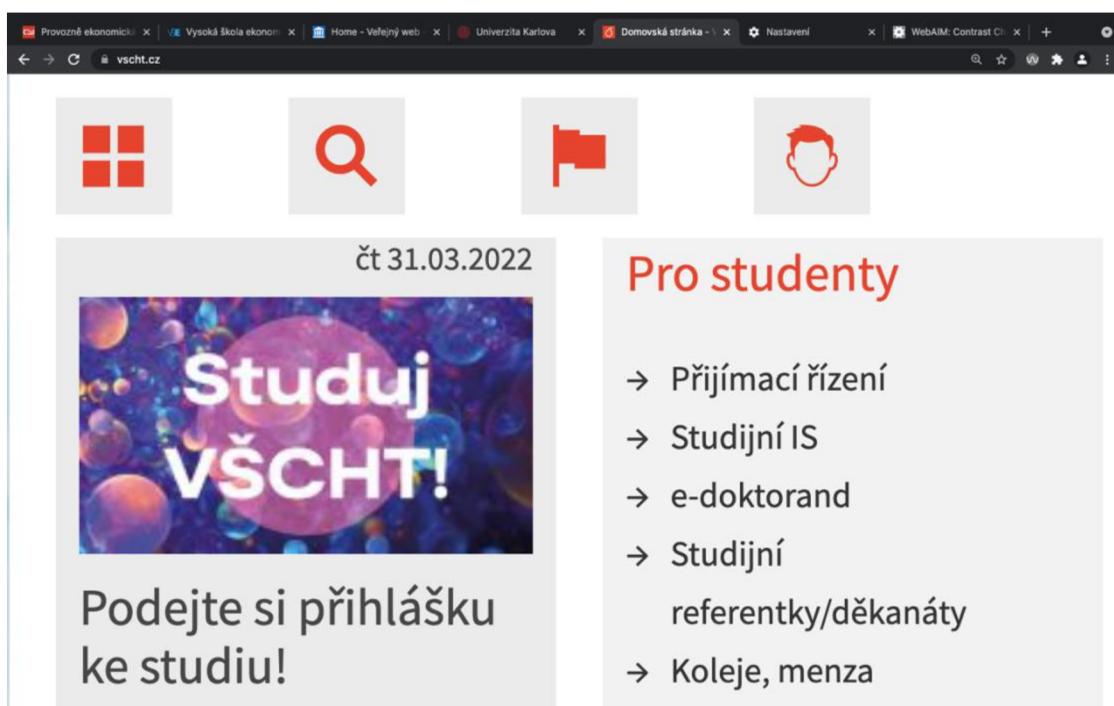 Provozně ekonomick
Vysoká škola ekonom
Home - Veřejný web -
Univerzita Karlova
Domovská stránka - V
Nastavení
WebAIM: Contrast Ch
vscht.cz
čt 31.03.2022
Studuj
VŠCHT!
Podejte si přihlášku
ke studiu!
Pro studenty
→ Přijímací řízení
→ Studijní IS
→ e-doktorand
→ Studijní
referentky/děkanáty
→ Koleje, menza